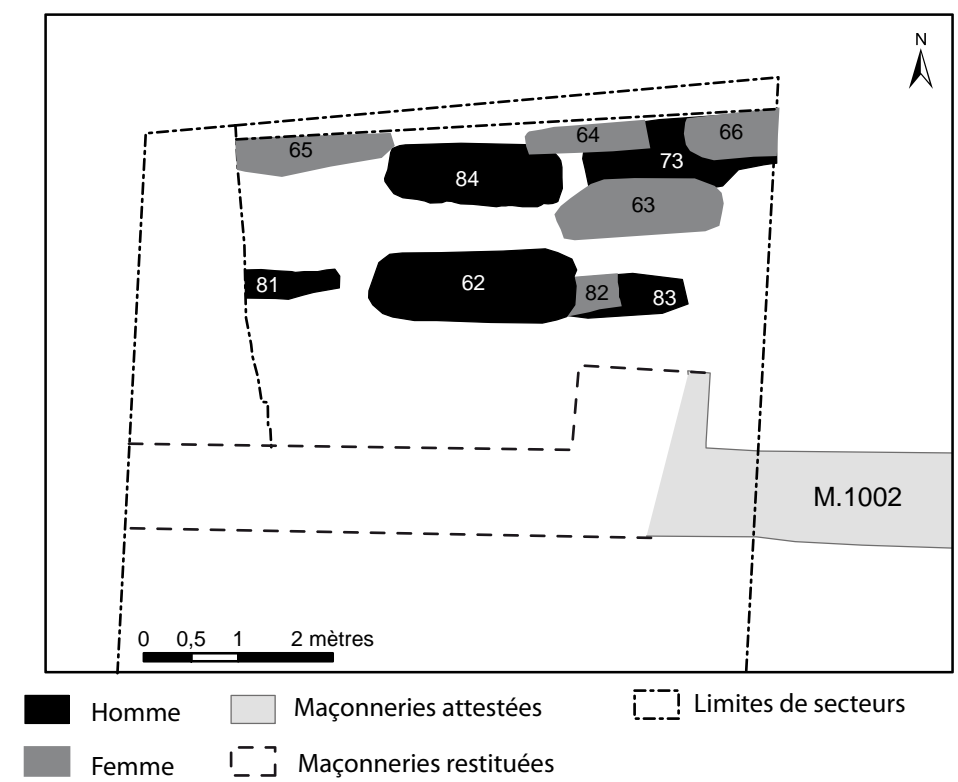 N
65
64
66
84
73
63
81
62
82
83
M.1002
0 0,5 1 2 mètres
Homme
Maçonneries attestées
Limites de secteurs
Femme
Maçonneries restituées